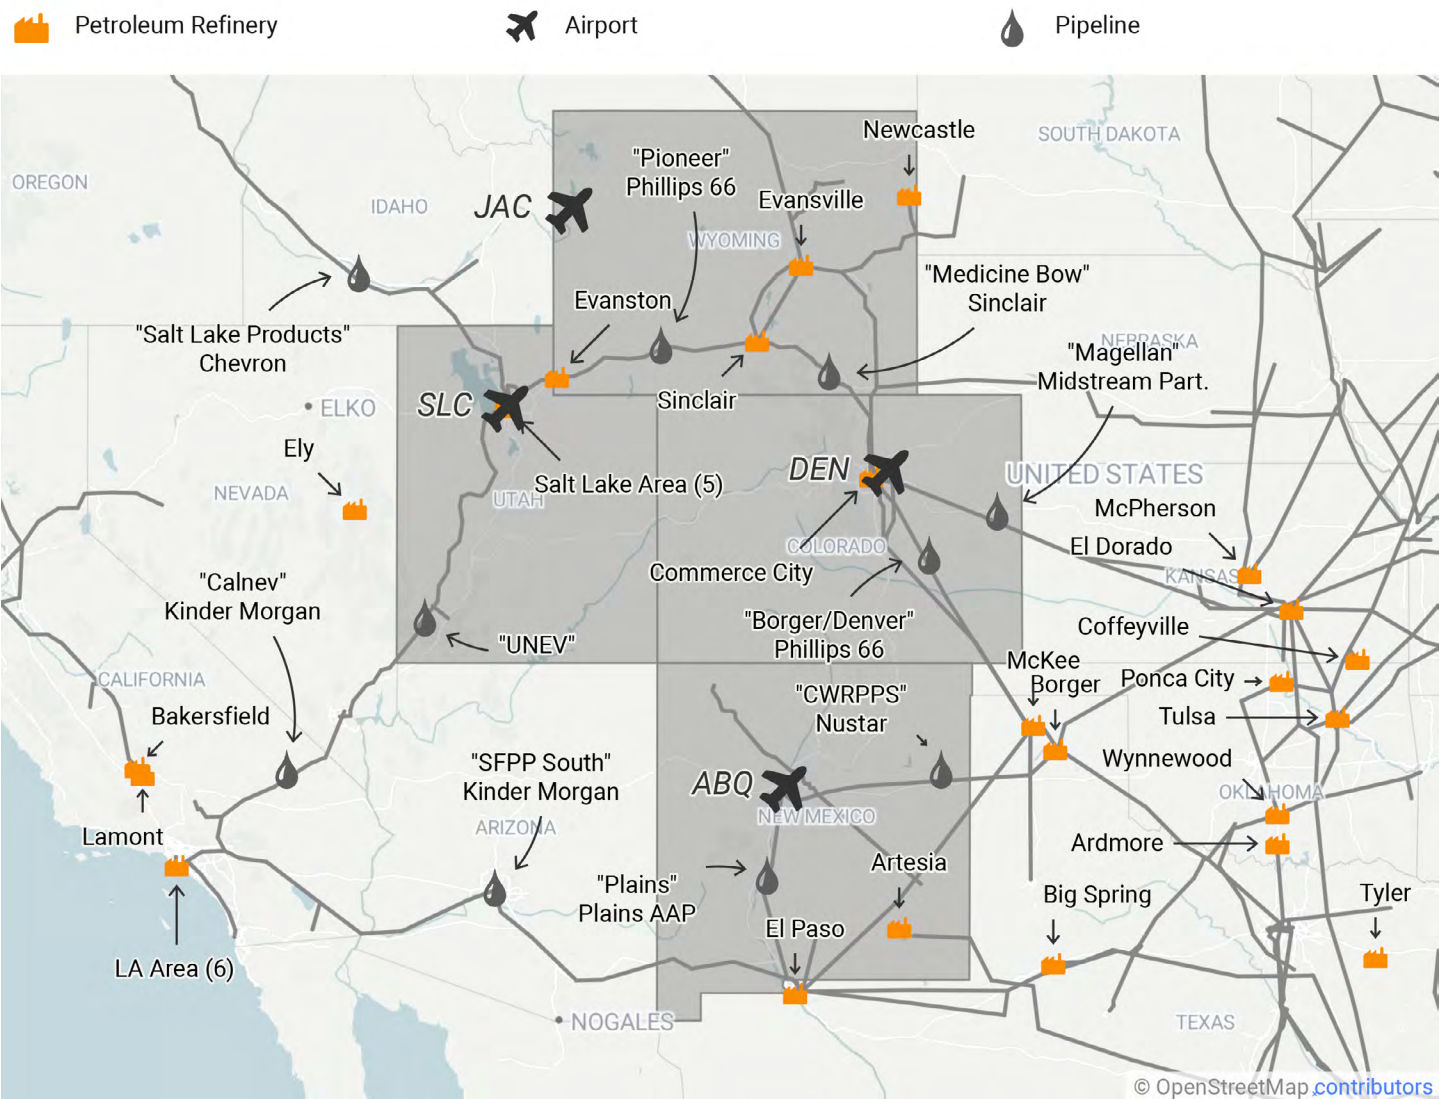 Petroleum Refinery
Airport
Pipeline
Newcastle
SOUTH DAKOTA
"Pioneer"
Phillips 66
OREGON
IDAHO
JAC
Evansville
WYOMING
"Medicine Bow"
Sinclair
Evanston
"Salt Lake Products"
Chevron
NEBRASKA
"Magellan"
Midstream Part.
SLC
ELKO
Sinclair
Ely
DEN
UNITED STATES
Salt Lake Area (5)
NEVADA
UTAH
McPherson
COLORADO
El Dorado
Commerce City
KANSAS
"Calnev"
Kinder Morgan
"Borger/Denver"
Phillips 66
Coffeyville
"UNEV"
McKee
Borger
Ponca City
CALIFORNIA
"CWRPPS"
Nustar
Bakersfield
Tulsa
"SFPP South"
Kinder Morgan
Wynnewood
ABQ
OKLAHOMA
NEW MEXICO
ARIZONA
Lamont
Ardmore
Artesia
"Plains"
Plains AAP
Big Spring
Tyler
El Paso
LA Area (6)
NOGALES
TEXAS
© OpenStreetMap contributors